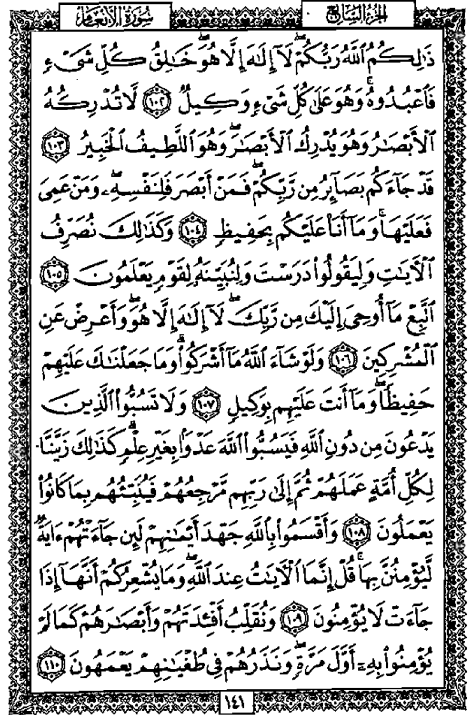 الجزء السابع
سورة الأنعام
ذَٰلِكُمُ ٱللَّهُ رَبُّكُمْ ۖ لَآ إِلَـٰهَ إِلَّا هُوَ ۖ خَـٰلِقُ كُلِّ شَىْءٍ
فَٱعْبُدُوهُ ۚ وَهُوَ عَلَىٰ كُلِّ شَىْءٍ وَكِيلٌ ١٠٢ لَّا تُدْرِكُهُ
ٱلْأَبْصَـٰرُ وَهُوَ يُدْرِكُ ٱلْأَبْصَـٰرَ ۖ وَهُوَ ٱللَّطِيفُ ٱلْخَبِيرُ ١٠٣
قَدْ جَآءَكُم بَصَآئِرُ مِن رَّبِّكُمْ ۖ فَمَنْ أَبْصَرَ فَلِنَفْسِهِۦ ۖ وَمَنْ عَمِىَ
فَعَلَيْهَا ۚ وَمَآ أَنَا۠ عَلَيْكُم بِحَفِيظٍ ١٠٤ وَكَذَٰلِكَ نُصَرِّفُ
ٱلْـَٔايَـٰتِ وَلِيَقُولُوا۟ دَرَسْتَ وَلِنُبَيِّنَهُۥ لِقَوْمٍ يَعْلَمُونَ ١٠٥
ٱتَّبِعْ مَآ أُوحِىَ إِلَيْكَ مِن رَّبِّكَ ۖ لَآ إِلَـٰهَ إِلَّا هُوَ ۖ وَأَعْرِضْ عَنِ
ٱلْمُشْرِكِينَ ١٠٦ وَلَوْ شَآءَ ٱللَّهُ مَآ أَشْرَكُوا۟ ۗ وَمَا جَعَلْنَـٰكَ عَلَيْهِمْ
حَفِيظًا ۖ وَمَآ أَنتَ عَلَيْهِم بِوَكِيلٍ ١٠٧ وَلَا تَسُبُّوا۟ ٱلَّذِينَ
يَدْعُونَ مِن دُونِ ٱللَّهِ فَيَسُبُّوا۟ ٱللَّهَ عَدْوًۢا بِغَيْرِ عِلْمٍ ۗ كَذَٰلِكَ زَيَّنَّا
لِكُلِّ أُمَّةٍ عَمَلَهُمْ ثُمَّ إِلَىٰ رَبِّهِم مَّرْجِعُهُمْ فَيُنَبِّئُهُم بِمَا كَانُوا۟
يَعْمَلُونَ ١٠٨ وَأَقْسَمُوا۟ بِٱللَّهِ جَهْدَ أَيْمَـٰنِهِمْ لَئِن جَآءَتْهُمْ ءَايَةٌ
لَّيُؤْمِنُنَّ بِهَا ۚ قُلْ إِنَّمَا ٱلْـَٔايَـٰتُ عِندَ ٱللَّهِ ۖ وَمَا يُشْعِرُكُمْ أَنَّهَآ إِذَا
جَآءَتْ لَا يُؤْمِنُونَ ١٠٩ وَنُقَلِّبُ أَفْـِٔدَتَهُمْ وَأَبْصَـٰرَهُمْ كَمَا لَمْ
يُؤْمِنُوا۟ بِهِۦٓ أَوَّلَ مَرَّةٍ وَنَذَرُهُمْ فِى طُغْيَـٰنِهِمْ يَعْمَهُونَ ١١٠
١٤١